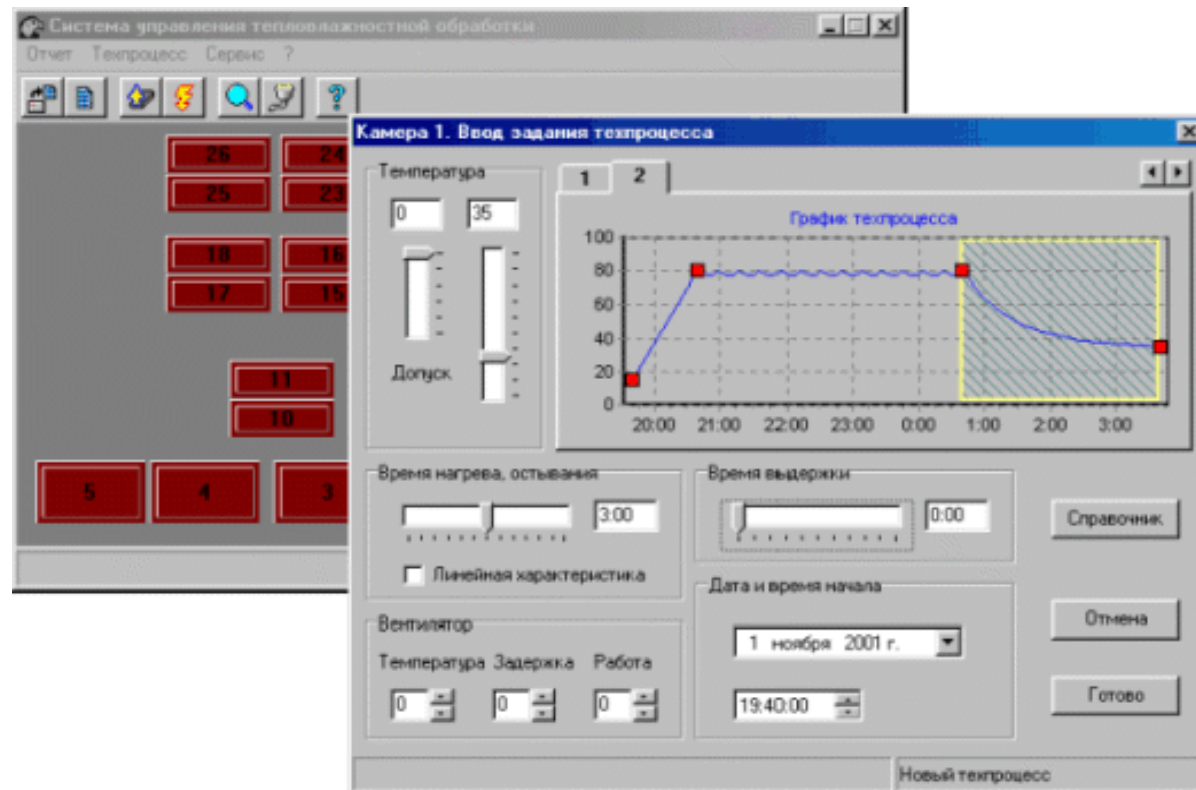 Система управления тепловлажностной обработки
Отчет Техпроцесс Сервис ?
26 24
25 23
18 16
17 15
11
10
5 4 3
Камера 1. Ввод задания техпроцесса
Температура
0 35
Допуск
1 2
График техпроцесса
100
80
60
40
20
0
20:00 21:00 22:00 23:00 0:00 1:00 2:00 3:00
Время нагрева, остывания
3:00
Линейная характеристика
Время выдержки
0:00
Справочник
Вентилятор
Температура Задержка Работа
0 0 0
Дата и время начала
1 ноября 2001 г.
19:40:00
Отмена
Готово
Новый техпроцесс